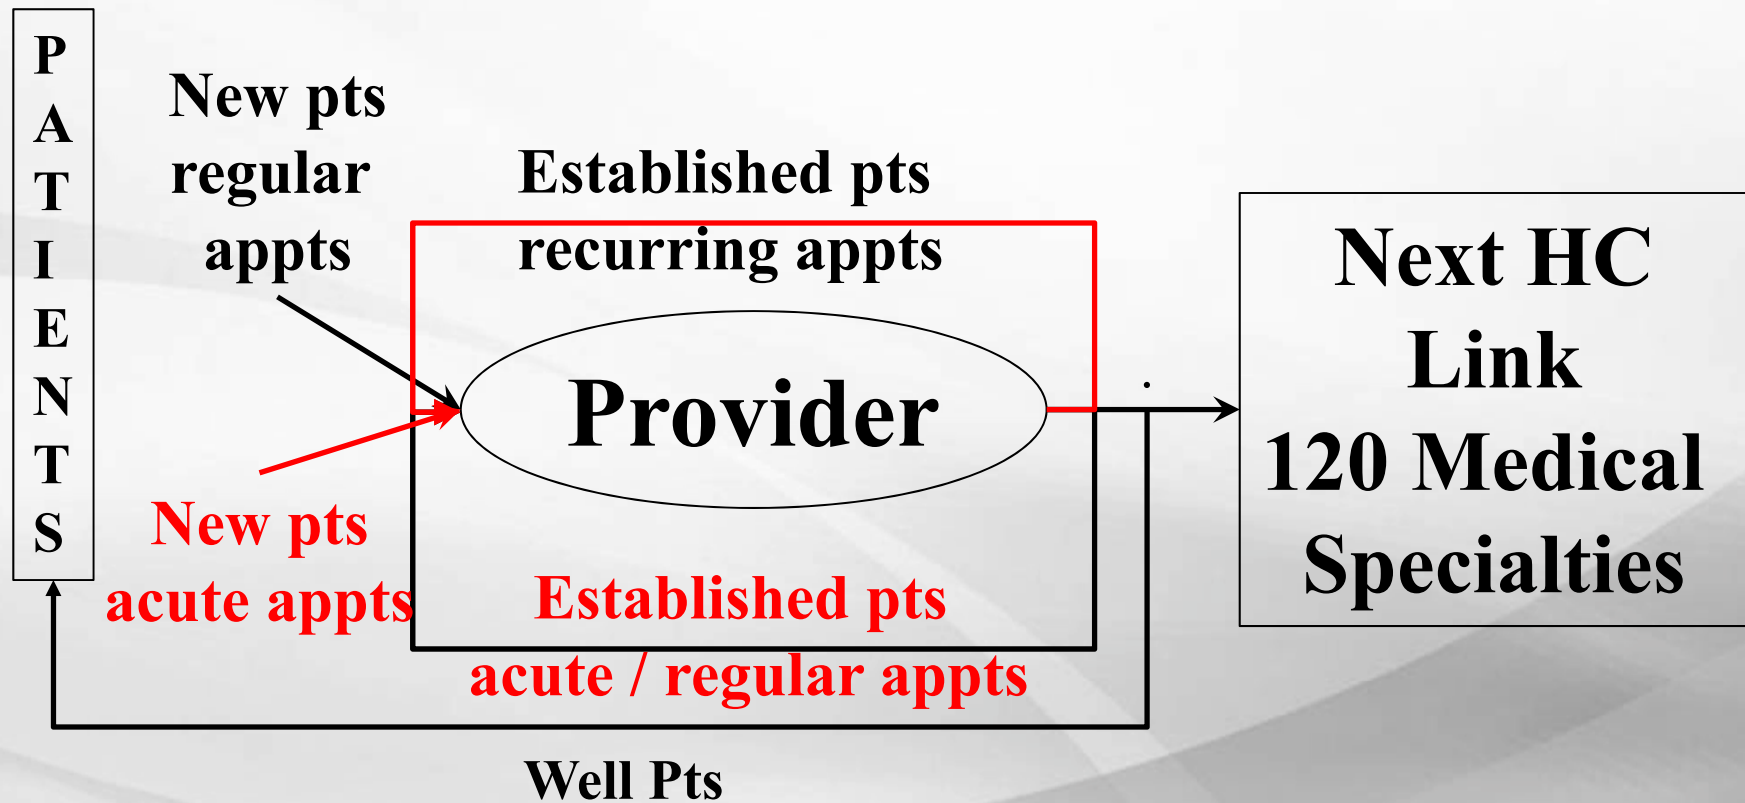 PATIENTS
New pts
regular
appts
Established pts
recurring appts
Provider
.
Next HC
Link
120 Medical
Specialties
New pts
acute appts
Established pts
acute / regular appts
Well Pts